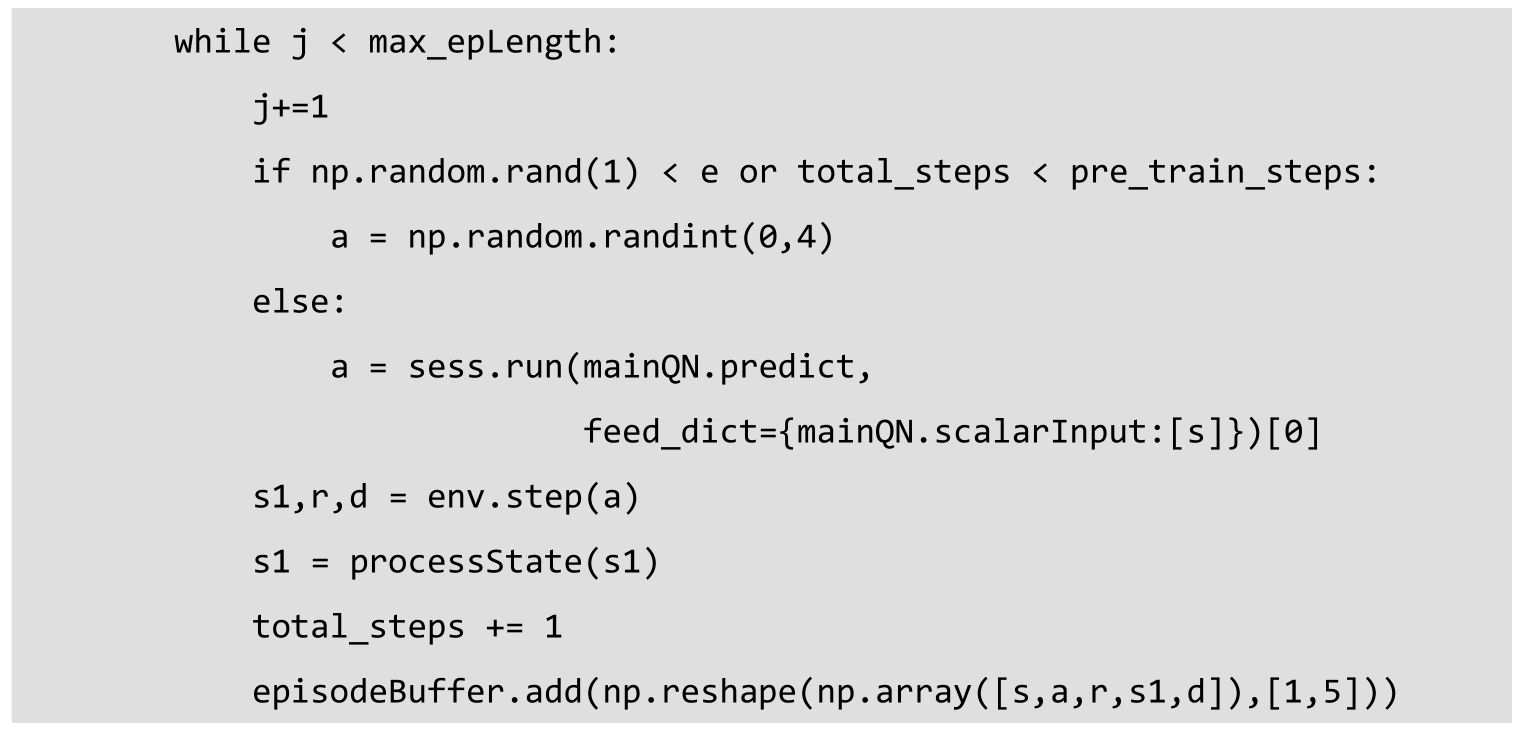 while j < max_epLength:
    j+=1
    if np.random.rand(1) < e or total_steps < pre_train_steps:
        a = np.random.randint(0,4)
    else:
        a = sess.run(mainQN.predict,
                     feed_dict={mainQN.scalarInput:[s]})[0]
    s1,r,d = env.step(a)
    s1 = processState(s1)
    total_steps += 1
    episodeBuffer.add(np.reshape(np.array([s,a,r,s1,d]),[1,5]))